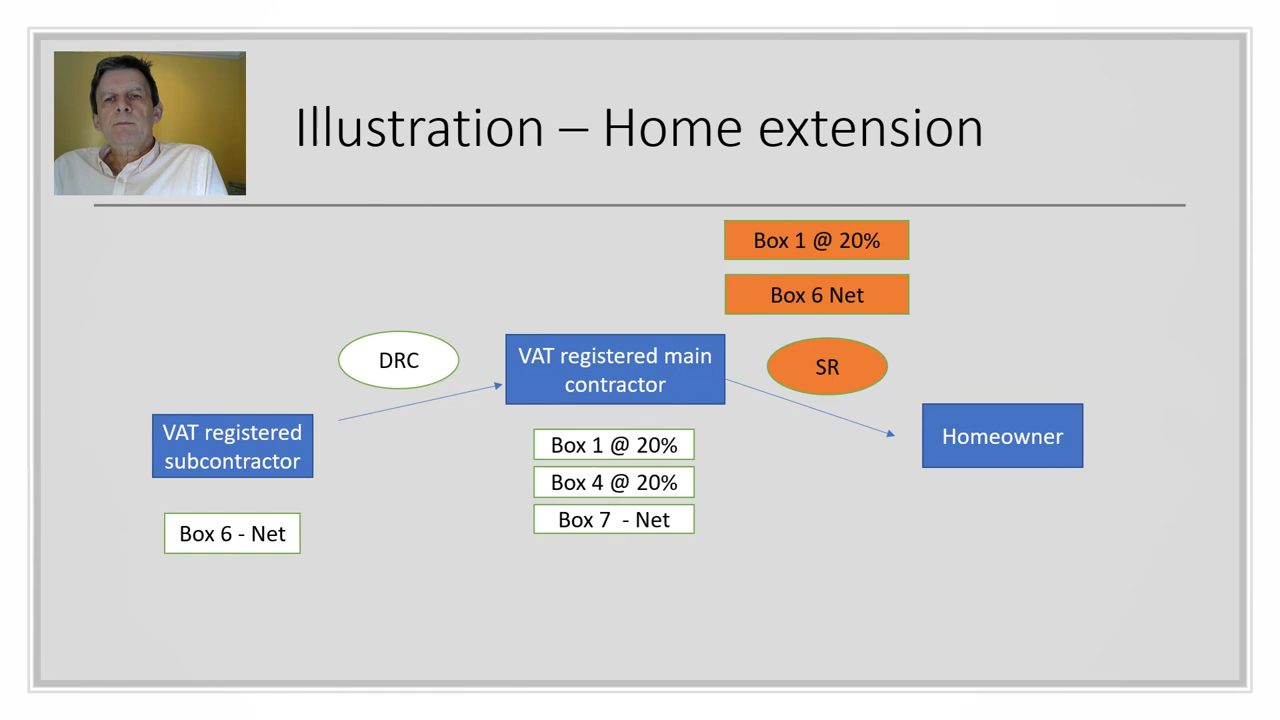 Illustration – Home extension
Box 1 @ 20%
Box 6 Net
DRC
VAT registered main
contractor
SR
VAT registered
subcontractor
Homeowner
Box 1 @ 20%
Box 4 @ 20%
Box 7  - Net
Box 6 - Net